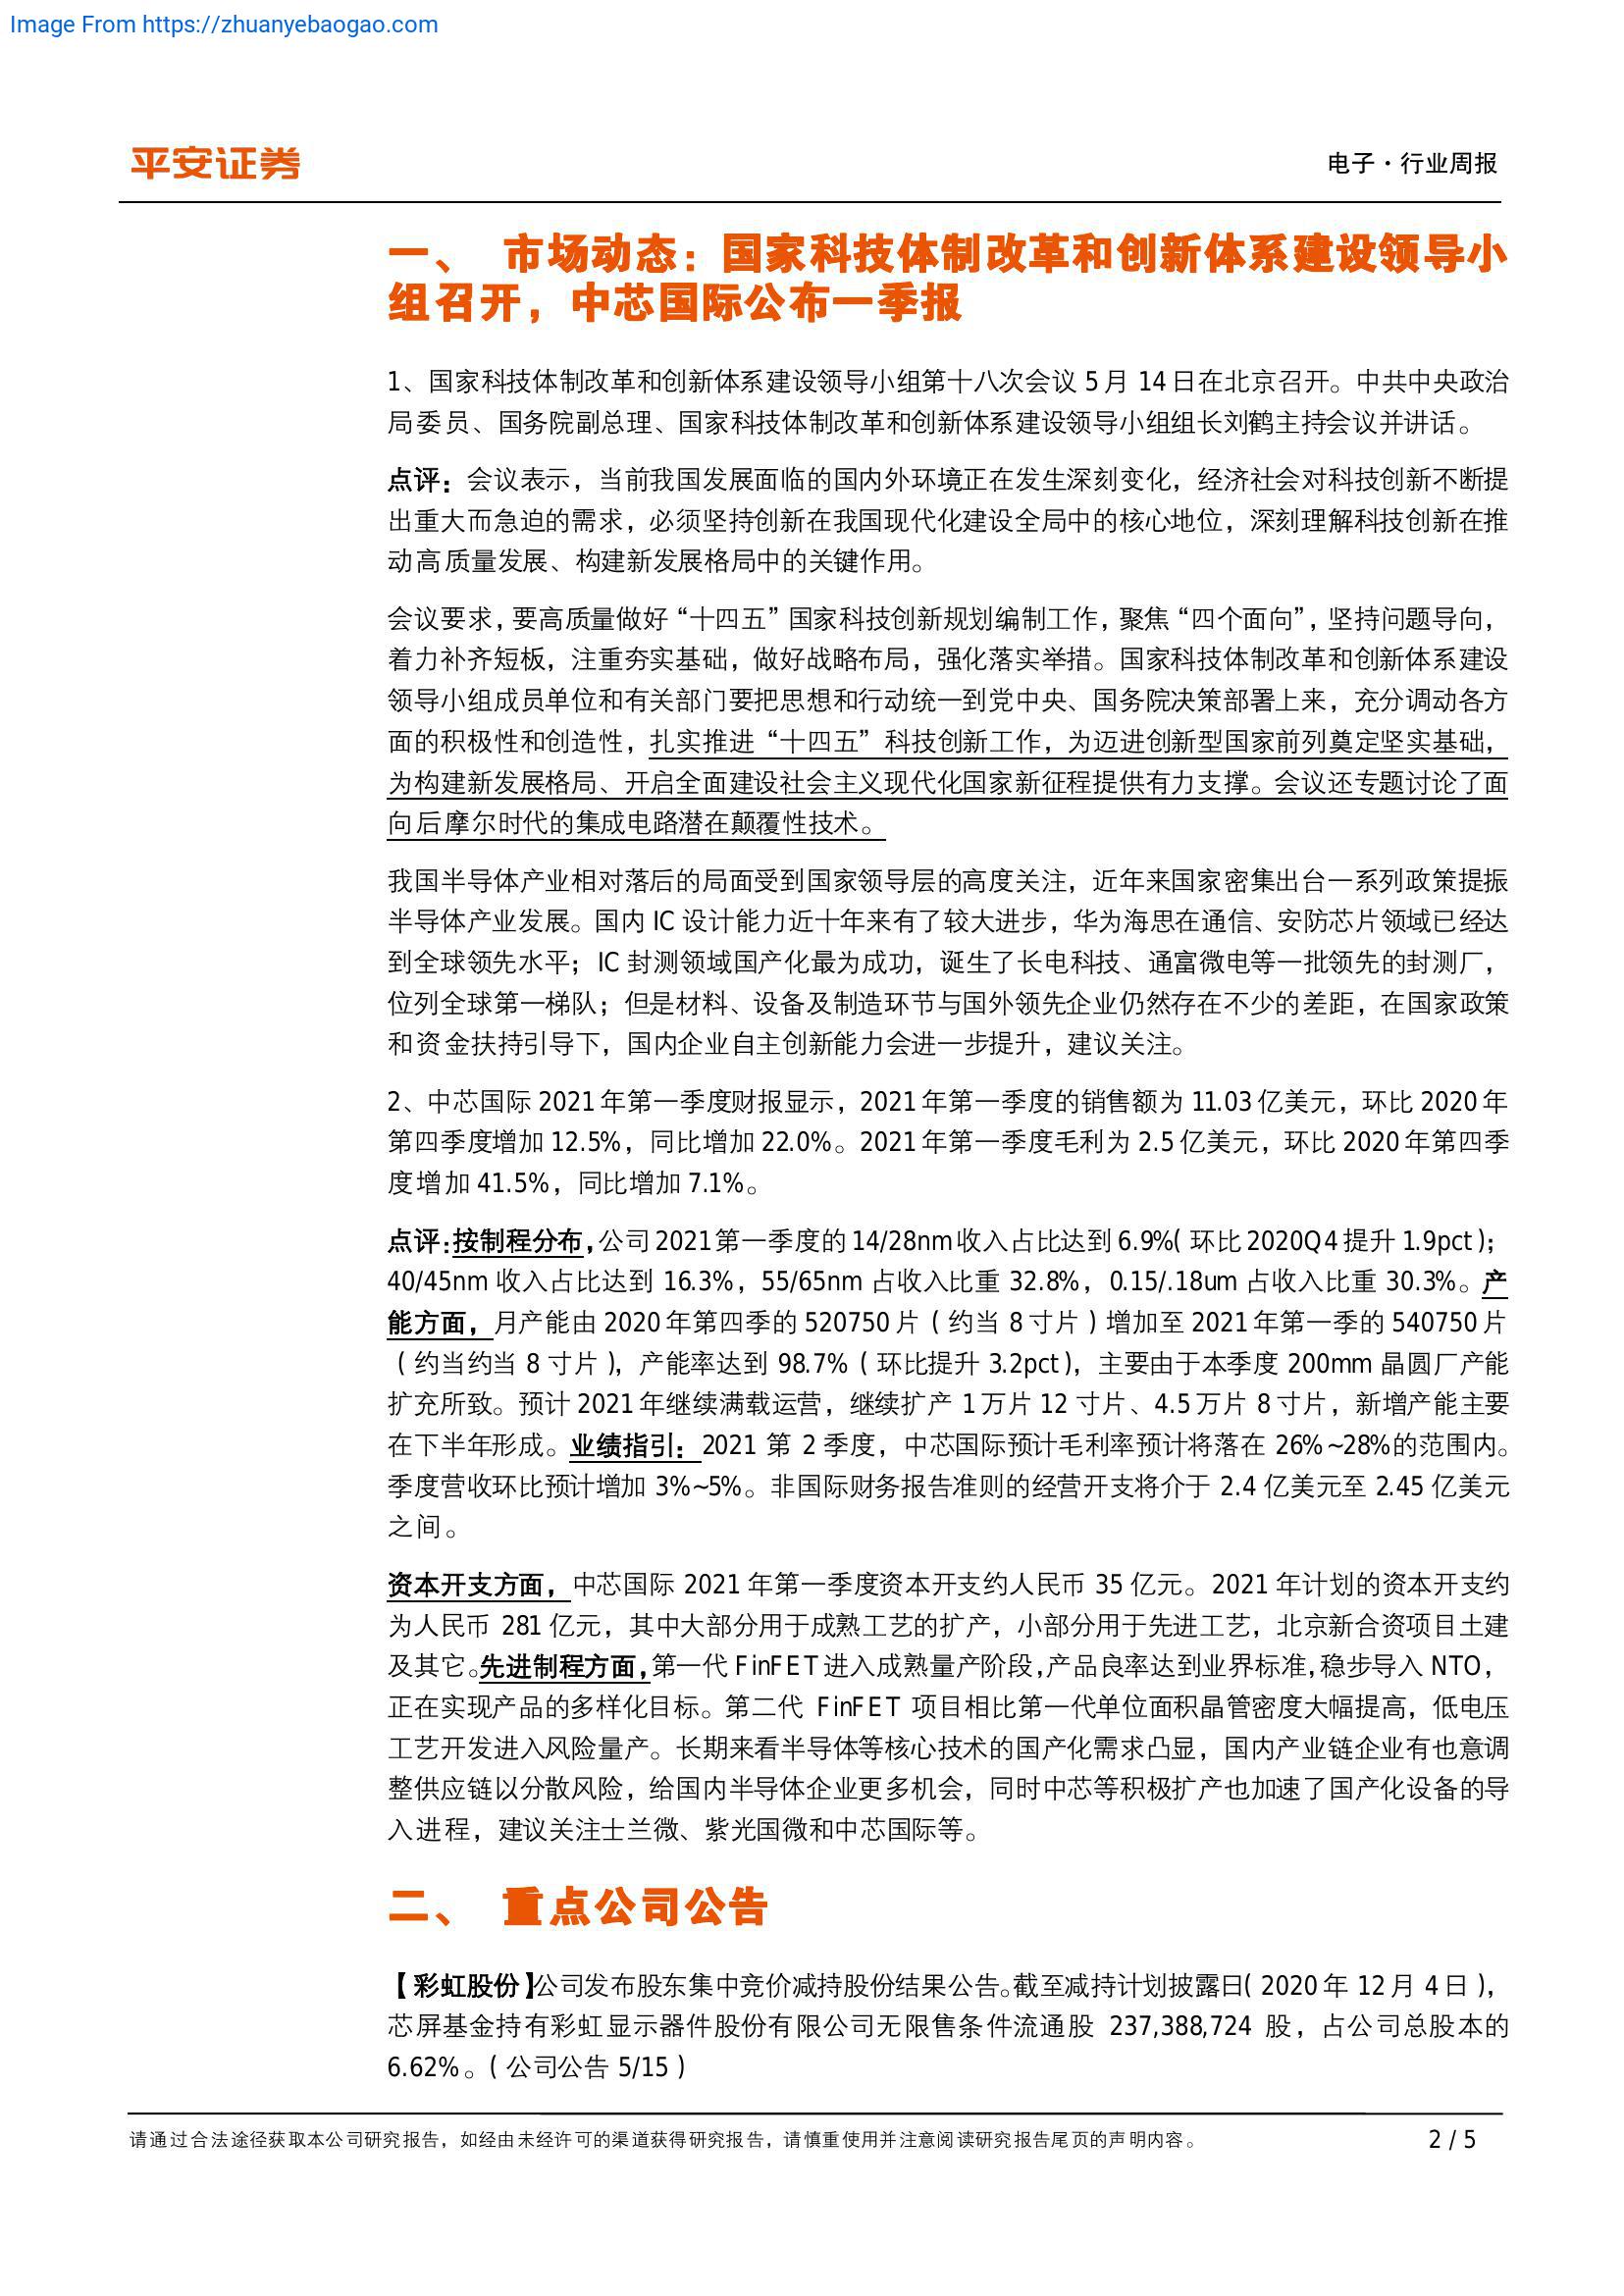 Image From https://zhuanyebaogao.com
平安证券
电子·行业周报
一、 市场动态：国家科技体制改革和创新体系建设领导小
组召开，中芯国际公布一季报
1、国家科技体制改革和创新体系建设领导小组第十八次会议 5 月 14 日在北京召开。中共中央政治
局委员、国务院副总理、国家科技体制改革和创新体系建设领导小组组长刘鹤主持会议并讲话。
点评：会议表示，当前我国发展面临的国内外环境正在发生深刻变化，经济社会对科技创新不断提
出重大而急迫的需求，必须坚持创新在我国现代化建设全局中的核心地位，深刻理解科技创新在推
动高质量发展、构建新发展格局中的关键作用。
会议要求，要高质量做好“十四五”国家科技创新规划编制工作，聚焦“四个面向”，坚持问题导向，
着力补齐短板，注重夯实基础，做好战略布局，强化落实举措。国家科技体制改革和创新体系建设
领导小组成员单位和有关部门要把思想和行动统一到党中央、国务院决策部署上来，充分调动各方
面的积极性和创造性，扎实推进“十四五”科技创新工作，为迈进创新型国家前列奠定坚实基础，
为构建新发展格局、开启全面建设社会主义现代化国家新征程提供有力支撑。会议还专题讨论了面
向后摩尔时代的集成电路潜在颠覆性技术。
我国半导体产业相对落后的局面受到国家领导层的高度关注，近年来国家密集出台一系列政策提振
半导体产业发展。国内 IC 设计能力近十年来有了较大进步，华为海思在通信、安防芯片领域已经达
到全球领先水平；IC 封测领域国产化最为成功，诞生了长电科技、通富微电等一批领先的封测厂，
位列全球第一梯队；但是材料、设备及制造环节与国外领先企业仍然存在不少的差距，在国家政策
和资金扶持引导下，国内企业自主创新能力会进一步提升，建议关注。
2、中芯国际 2021 年第一季度财报显示，2021 年第一季度的销售额为 11.03 亿美元，环比 2020 年
第四季度增加 12.5%，同比增加 22.0%。2021 年第一季度毛利为 2.5 亿美元，环比 2020 年第四季
度增加 41.5%，同比增加 7.1%。
点评：按制程分布，公司 2021 第一季度的 14/28nm 收入占比达到 6.9%（环比 2020Q4 提升 1.9pct）；
40/45nm 收入占比达到 16.3%，55/65nm 占收入比重 32.8%，0.15/.18um 占收入比重 30.3%。产
能方面，月产能由 2020 年第四季的 520750 片（约当 8 寸片）增加至 2021 年第一季的 540750 片
（约当约当 8 寸片），产能率达到 98.7%（环比提升 3.2pct），主要由于本季度 200mm 晶圆厂产能
扩充所致。预计 2021 年继续满载运营，继续扩产 1 万片 12 寸片、4.5 万片 8 寸片，新增产能主要
在下半年形成。业绩指引：2021 第 2 季度，中芯国际预计毛利率预计将落在 26%~28%的范围内。
季度营收环比预计增加 3%~5%。非国际财务报告准则的经营开支将介于 2.4 亿美元至 2.45 亿美元
之间。
资本开支方面，中芯国际 2021 年第一季度资本开支约人民币 35 亿元。2021 年计划的资本开支约
为人民币 281 亿元，其中大部分用于成熟工艺的扩产，小部分用于先进工艺，北京新合资项目土建
及其它。先进制程方面，第一代 FinFET 进入成熟量产阶段，产品良率达到业界标准，稳步导入 NTO，
正在实现产品的多样化目标。第二代 FinFET 项目相比第一代单位面积晶管密度大幅提高，低电压
工艺开发进入风险量产。长期来看半导体等核心技术的国产化需求凸显，国内产业链企业有也意调
整供应链以分散风险，给国内半导体企业更多机会，同时中芯等积极扩产也加速了国产化设备的导
入进程，建议关注士兰微、紫光国微和中芯国际等。
二、 重点公司公告
【彩虹股份】公司发布股东集中竞价减持股份结果公告。截至减持计划披露日（2020 年 12 月 4 日），
芯屏基金持有彩虹显示器件股份有限公司无限售条件流通股 237,388,724 股，占公司总股本的
6.62%。（公司公告 5/15）
请通过合法途径获取本公司研究报告，如经由未经许可的渠道获得研究报告，请慎重使用并注意阅读研究报告尾页的声明内容。
2 / 5